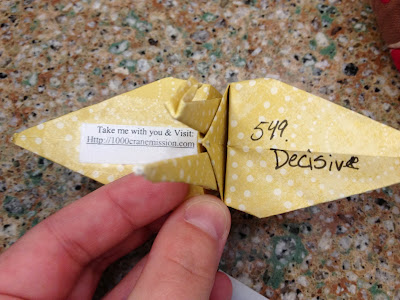 Take me with you & Visit:
Http://1000cranemission.com
549.
Decisive